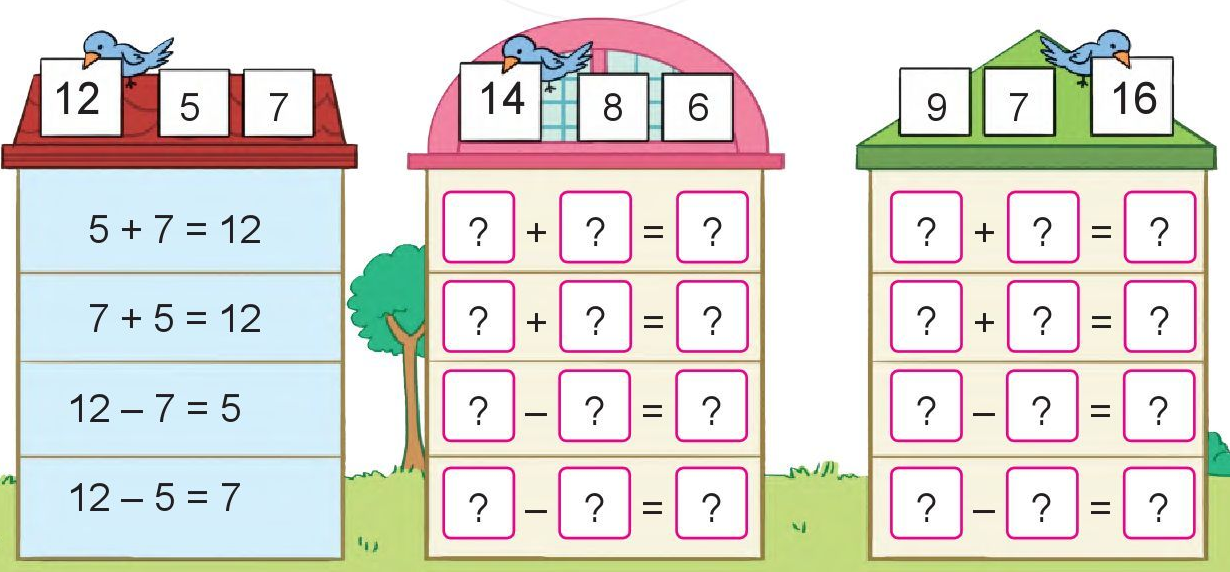 12 5 7
5 + 7 = 12
7 + 5 = 12
12 – 7 = 5
12 – 5 = 7
14 8 6
? + ? = ?
? + ? = ?
? – ? = ?
? – ? = ?
9 7 16
? + ? = ?
? + ? = ?
? – ? = ?
? – ? = ?